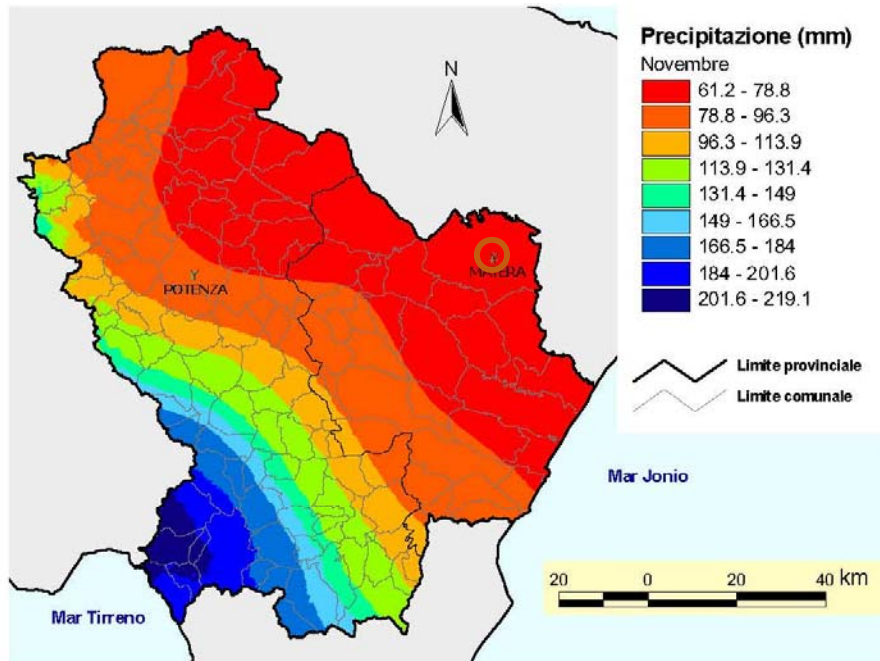 Precipitazione (mm)
Novembre
61.2 - 78.8
78.8 - 96.3
96.3 - 113.9
113.9 - 131.4
131.4 - 149
149 - 166.5
166.5 - 184
184 - 201.6
201.6 - 219.1
Limite provinciale
Limite comunale
N
MATERA
POTENZA
Mar Jonio
Mar Tirreno
20 0 20 40 km